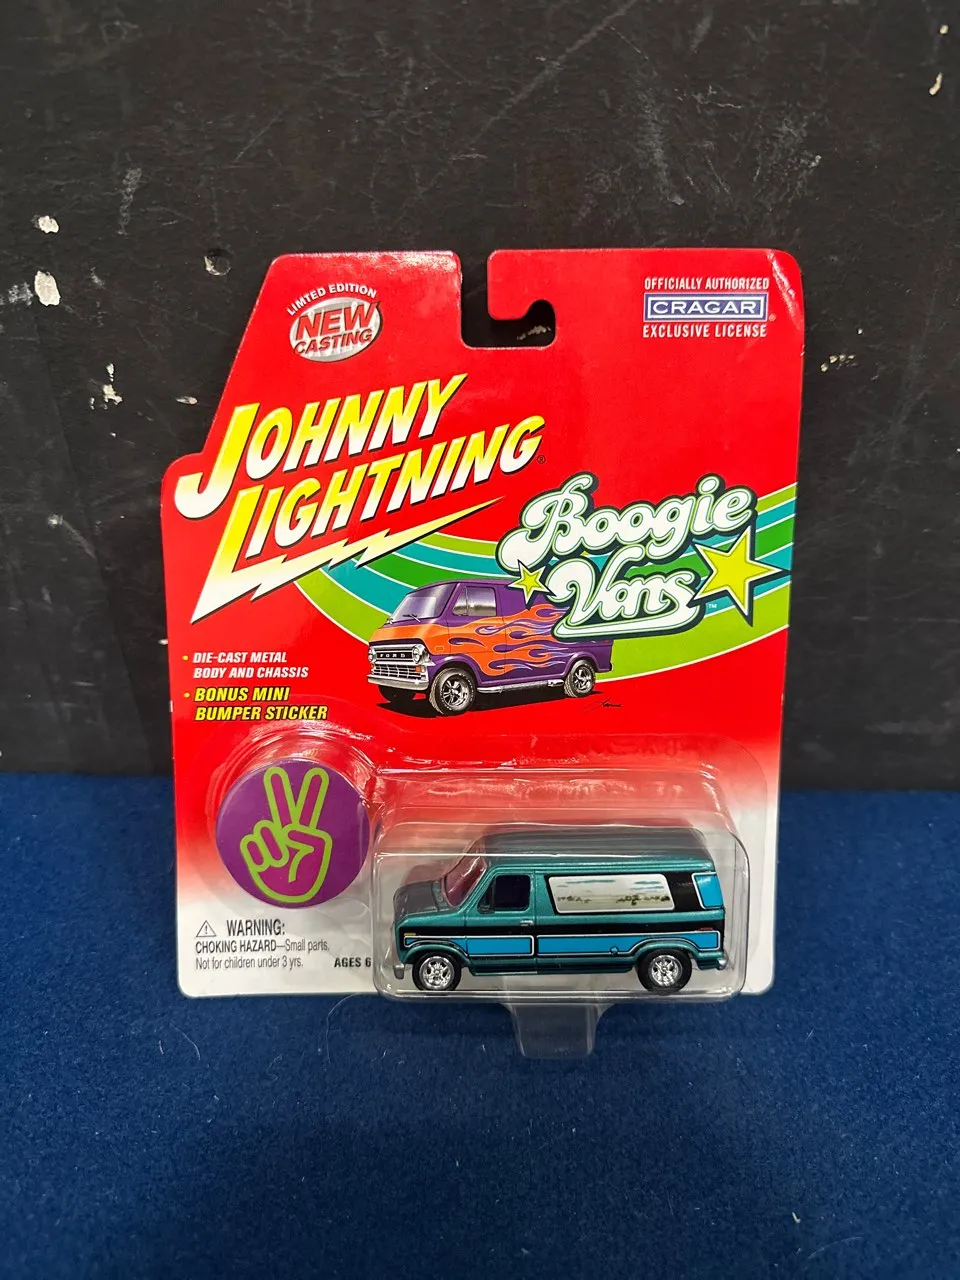 LIMITED EDITION
NEW
CASTING
OFFICIALLY AUTHORIZED
CRAGAR®
EXCLUSIVE LICENSE
JOHNNY
LIGHTNING®
Boogie
Vans™
FORD
• DIE-CAST METAL
BODY AND CHASSIS
• BONUS MINI
BUMPER STICKER
⚠ WARNING:
CHOKING HAZARD—Small parts.
Not for children under 3 yrs.
AGES 6